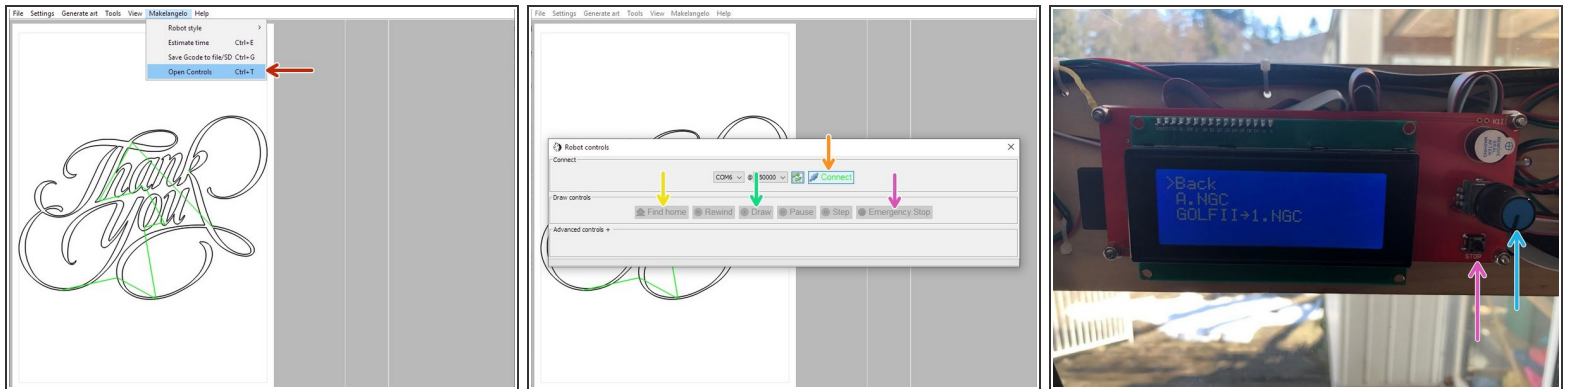 File Settings Generate art Tools View Makelangelo Help
Robot style >
Estimate time Ctrl+E
Save Gcode to file/SD Ctrl+G
Open Controls Ctrl+T
Thank
You
File Settings Generate art Tools View Makelangelo Help
Robot controls
Connect
COM6 @ 50000 Connect
Draw controls
Find home Rewind Draw Pause Step Emergency Stop
Advanced controls +
>Back
A.NGC
GOLFII→1.NGC
STOP